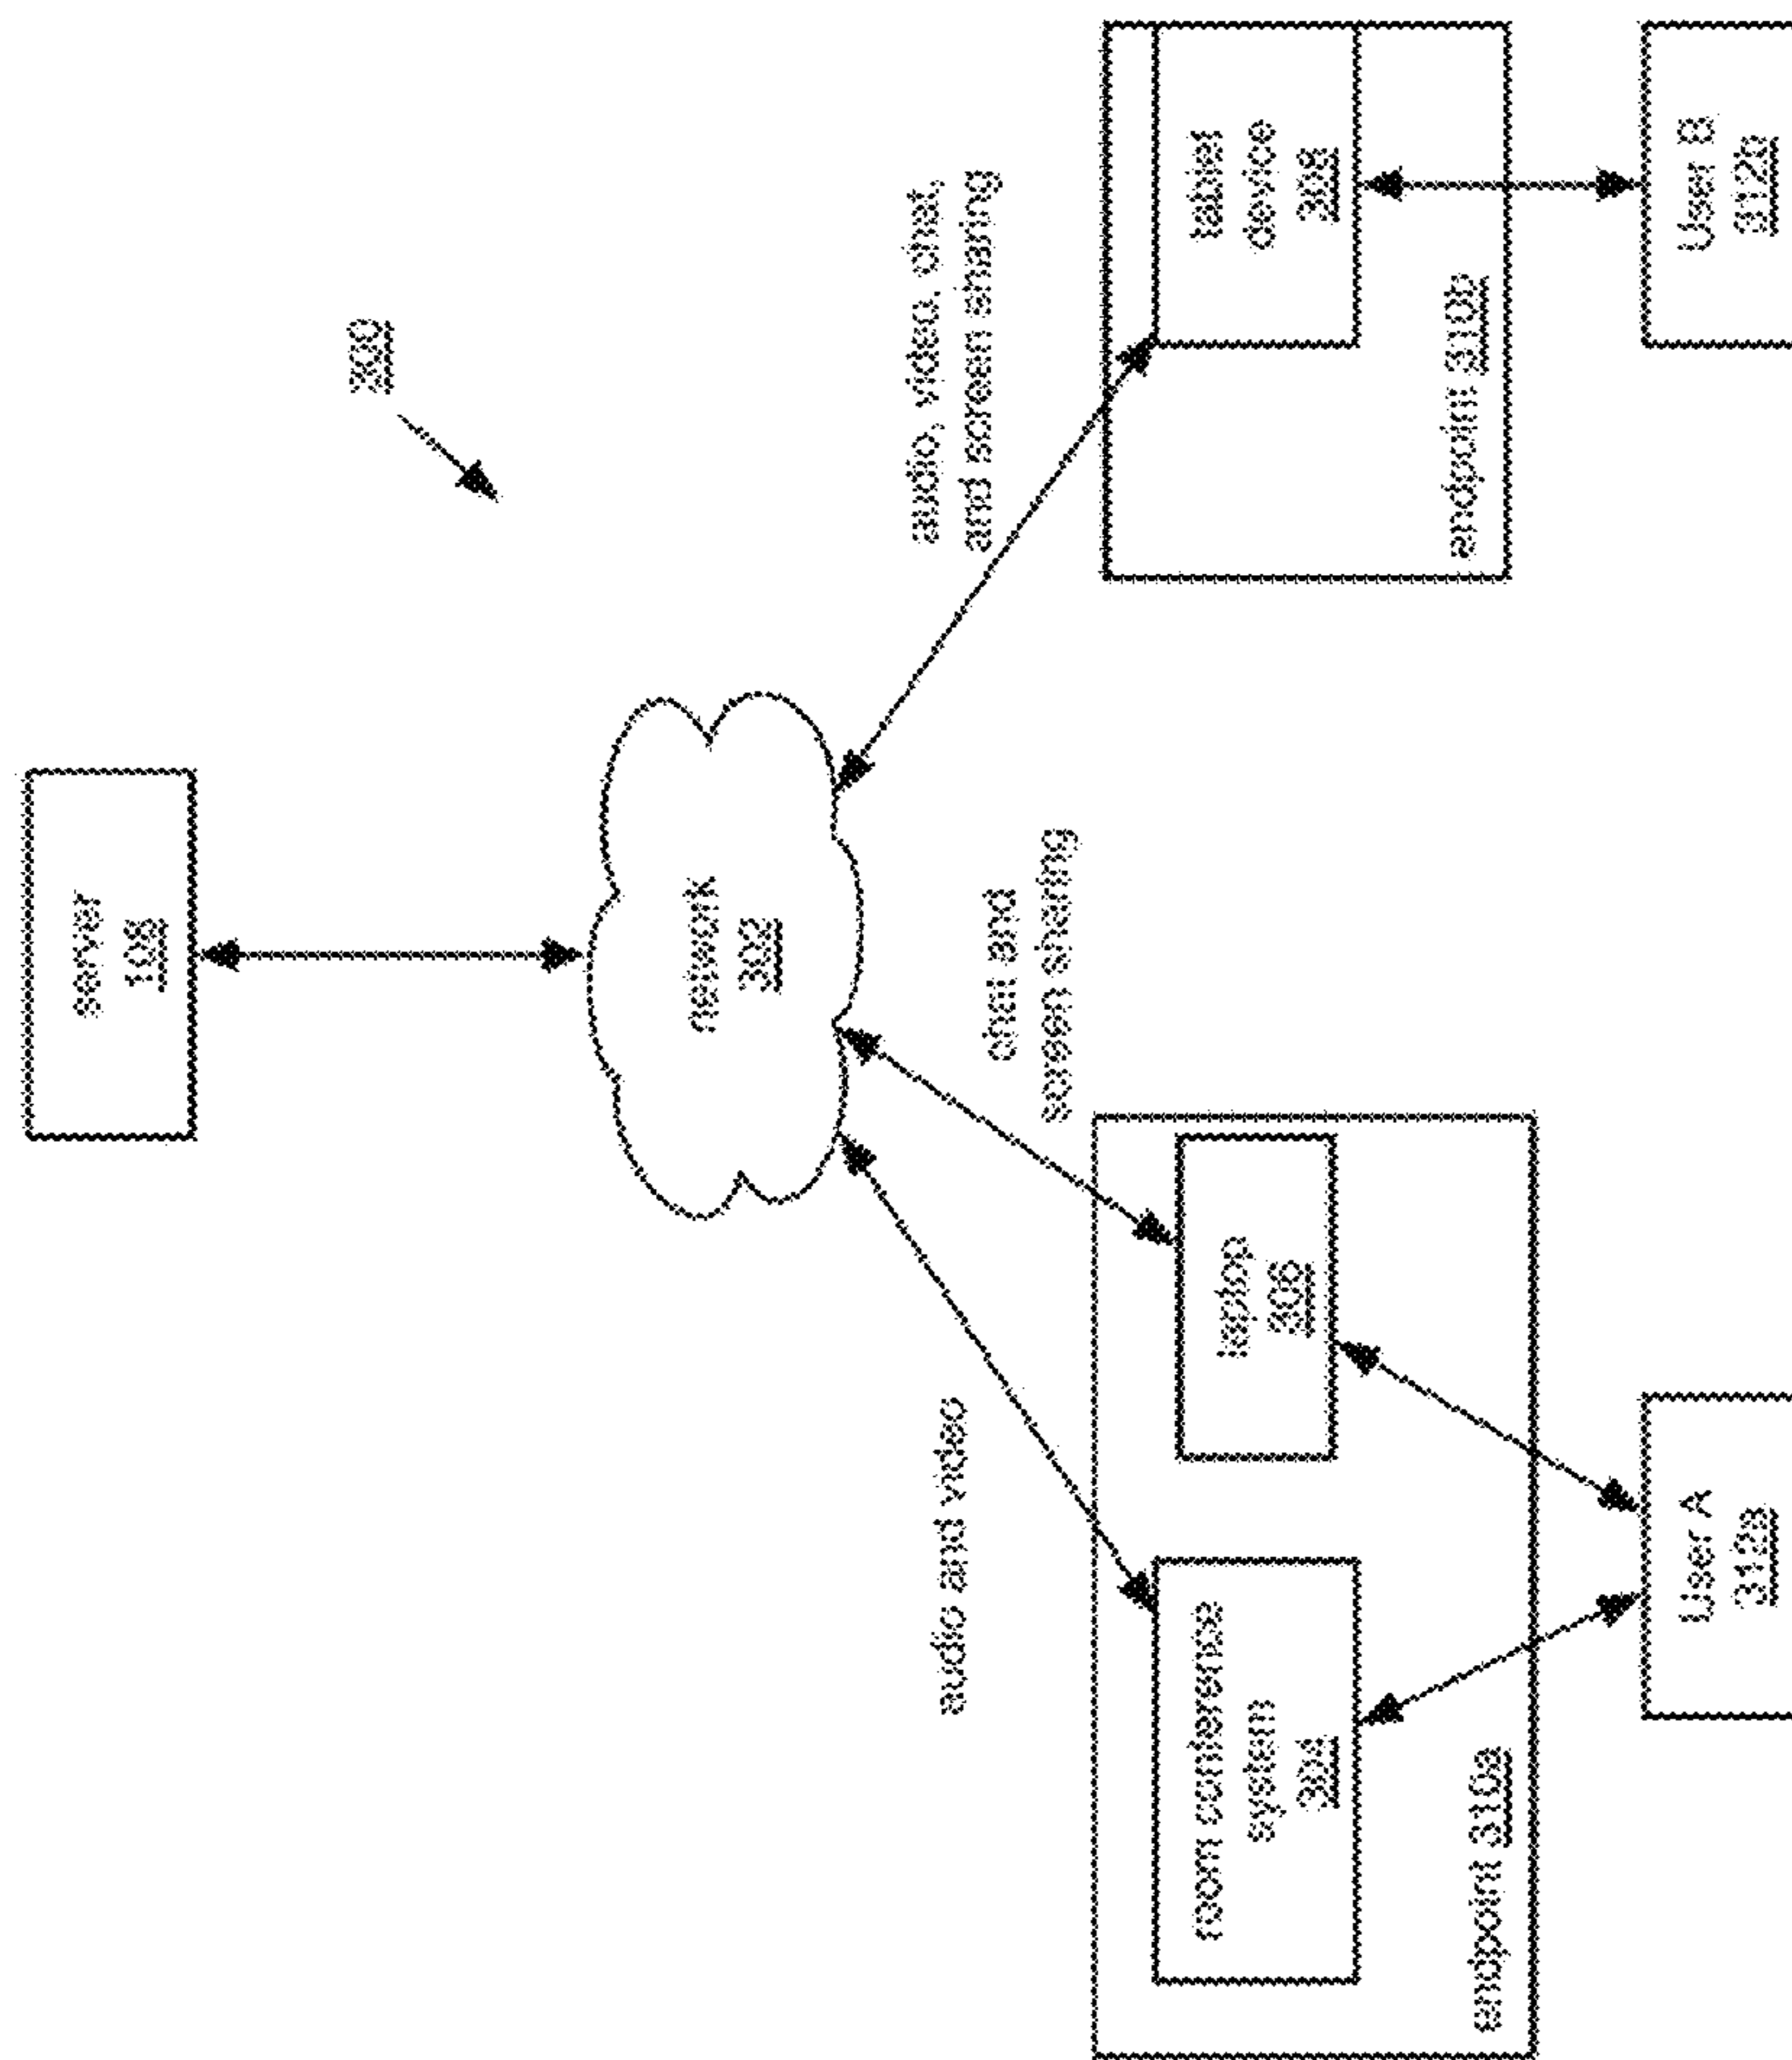 server
108
300
network
302
audio and video
chat and
screen sharing
audio, video, chat,
and screen sharing
room conference
system
304
laptop
306
tablet
device
308
endpoint 310a
endpoint 310b
User A
312a
User B
312b